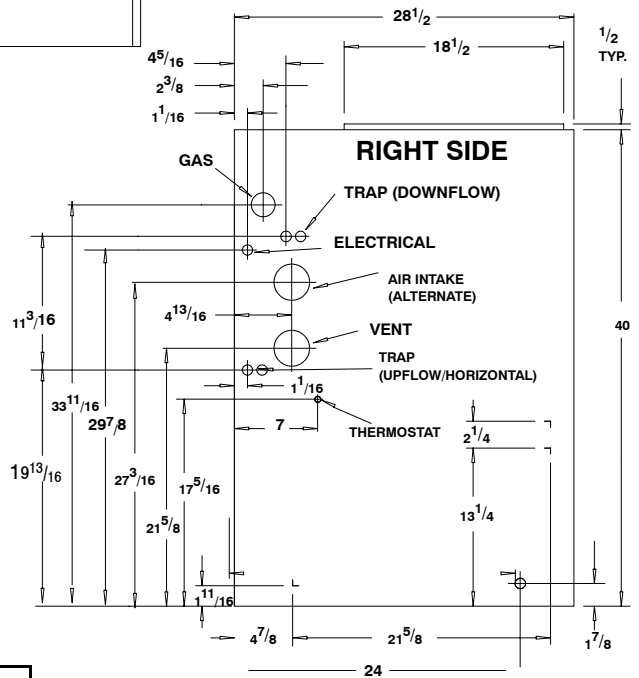 28 1/2
18 1/2
1/2
TYP.
4 5/16
2 3/8
1 1/16
RIGHT SIDE
GAS
TRAP (DOWNFLOW)
ELECTRICAL
AIR INTAKE
(ALTERNATE)
4 13/16
11 3/16
40
VENT
TRAP
(UPFLOW/HORIZONTAL)
1 1/16
33 11/16
29 7/8
7
THERMOSTAT
2 1/4
19 13/16
27 3/16
17 5/16
21 5/8
13 1/4
1 11/16
4 7/8
21 5/8
1 7/8
24